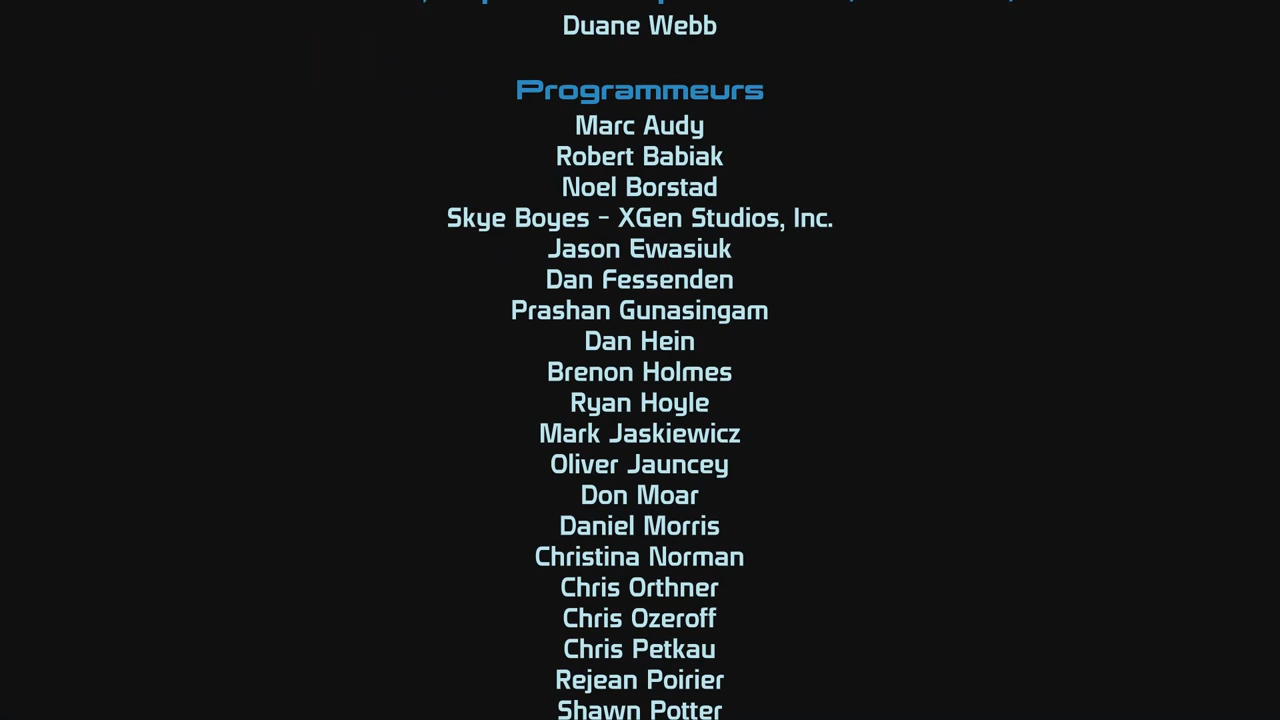 Duane Webb
Programmeurs
Marc Audy
Robert Babiak
Noel Borstad
Skye Boyes - XGen Studios, Inc.
Jason Ewasiuk
Dan Fessenden
Prashan Gunasingam
Dan Hein
Brenon Holmes
Ryan Hoyle
Mark Jaskiewicz
Oliver Jauncey
Don Moar
Daniel Morris
Christina Norman
Chris Orthner
Chris Ozeroff
Chris Petkau
Rejean Poirier
Shawn Potter